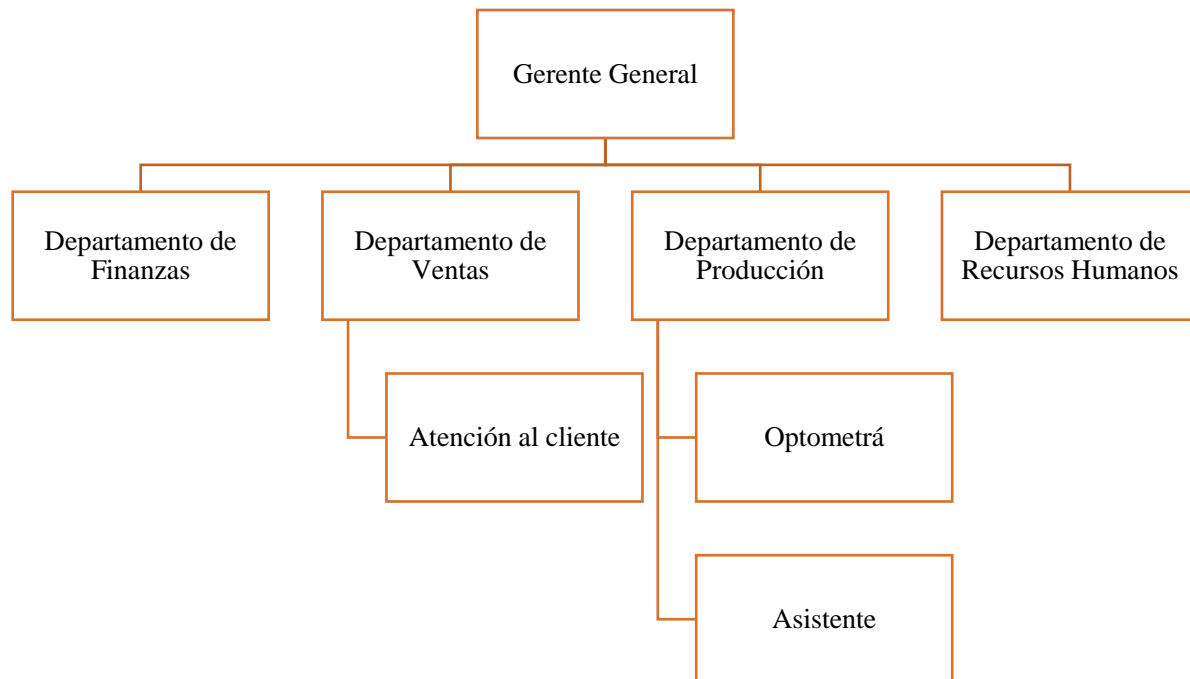 Gerente General
Departamento de
Finanzas
Departamento de
Ventas
Departamento de
Producción
Departamento de
Recursos Humanos
Atención al cliente
Optometrá
Asistente